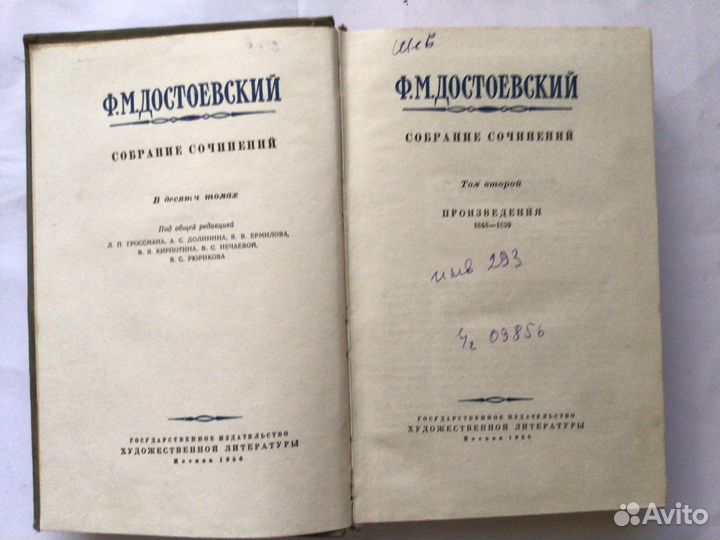 Ф.М.ДОСТОЕВСКИЙ
СОБРАНИЕ СОЧИНЕНИЙ
В десяти томах
Под общей редакцией
Л. П. ГРОССМАНА, А. С. ДОЛИНИНА, В. В. ЕРМИЛОВА,
В. Я. КИРПОТИНА, В. С. НЕЧАЕВОЙ,
Б. С. РЮРИКОВА
ГОСУДАРСТВЕННОЕ ИЗДАТЕЛЬСТВО
ХУДОЖЕСТВЕННОЙ ЛИТЕРАТУРЫ
Москва 1956
Ф.М.ДОСТОЕВСКИЙ
СОБРАНИЕ СОЧИНЕНИЙ
Том второй
ПРОИЗВЕДЕНИЯ
1848—1859
инв 293
03856
ГОСУДАРСТВЕННОЕ ИЗДАТЕЛЬСТВО
ХУДОЖЕСТВЕННОЙ ЛИТЕРАТУРЫ
Москва 1956
Avito